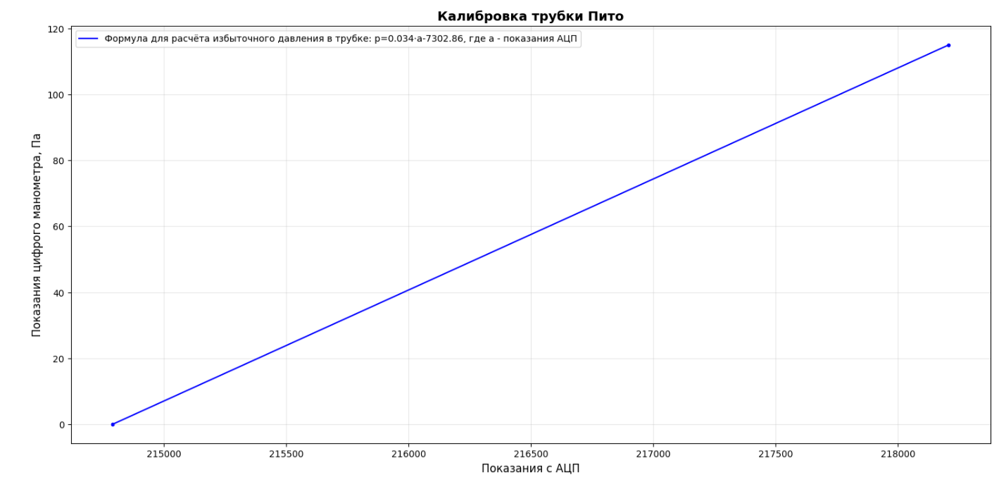 Калибровка трубки Пито
Формула для расчёта избыточного давления в трубке: p=0.034·a-7302.86, где a - показания АЦП
Показания цифрого манометра, Па
120
100
80
60
40
20
0
215000 215500 216000 216500 217000 217500 218000
Показания с АЦП